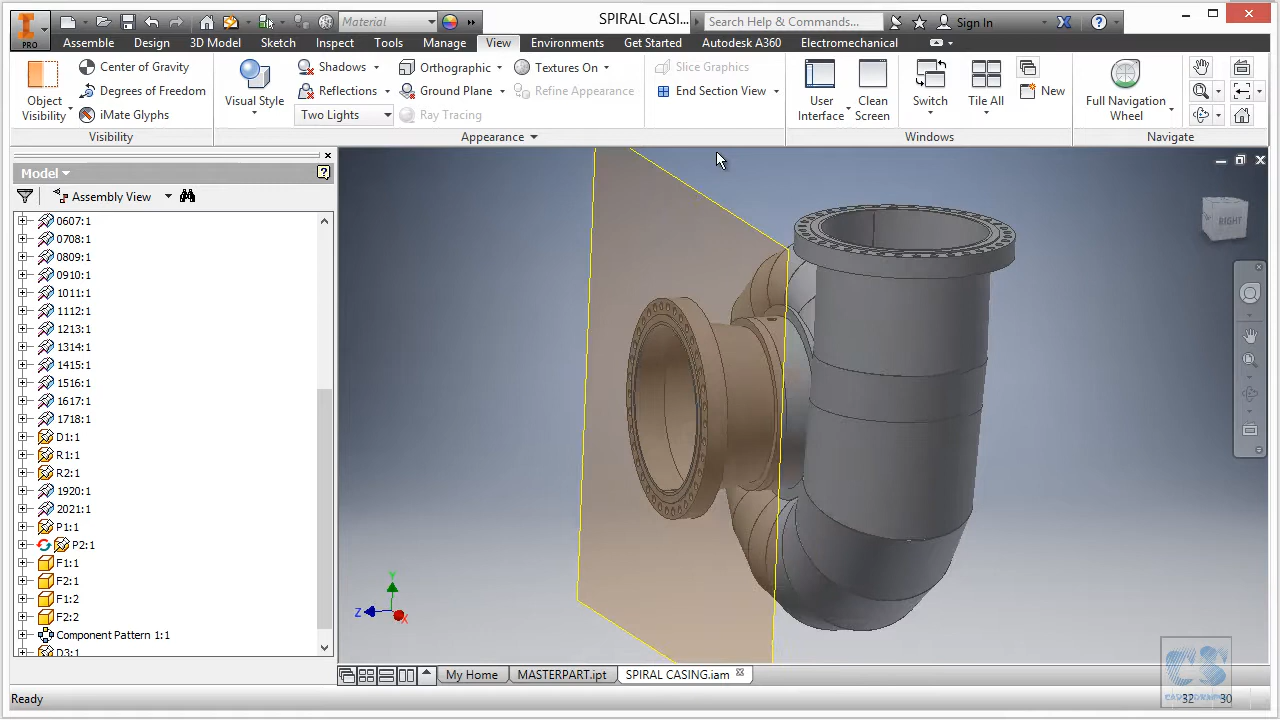 PRO
Material
SPIRAL CASI...
Search Help & Commands...
Sign In
Assemble
Design
3D Model
Sketch
Inspect
Tools
Manage
View
Environments
Get Started
Autodesk A360
Electromechanical
Object
Visibility
Center of Gravity
Degrees of Freedom
iMate Glyphs
Visibility
Visual Style
Shadows
Reflections
Two Lights
Orthographic
Ground Plane
Ray Tracing
Textures On
Refine Appearance
Slice Graphics
End Section View
Appearance
User
Interface
Clean
Screen
Switch
Tile All
New
Windows
Full Navigation
Wheel
Navigate
Model
Assembly View
0607:1
0708:1
0809:1
0910:1
1011:1
1112:1
1213:1
1314:1
1415:1
1516:1
1617:1
1718:1
D1:1
R1:1
R2:1
1920:1
2021:1
P1:1
P2:1
F1:1
F2:1
F1:2
F2:2
Component Pattern 1:1
D3:1
RIGHT
Y
Z
X
My Home
MASTERPART.ipt
SPIRAL CASING.iam
CS
Ready
32
30